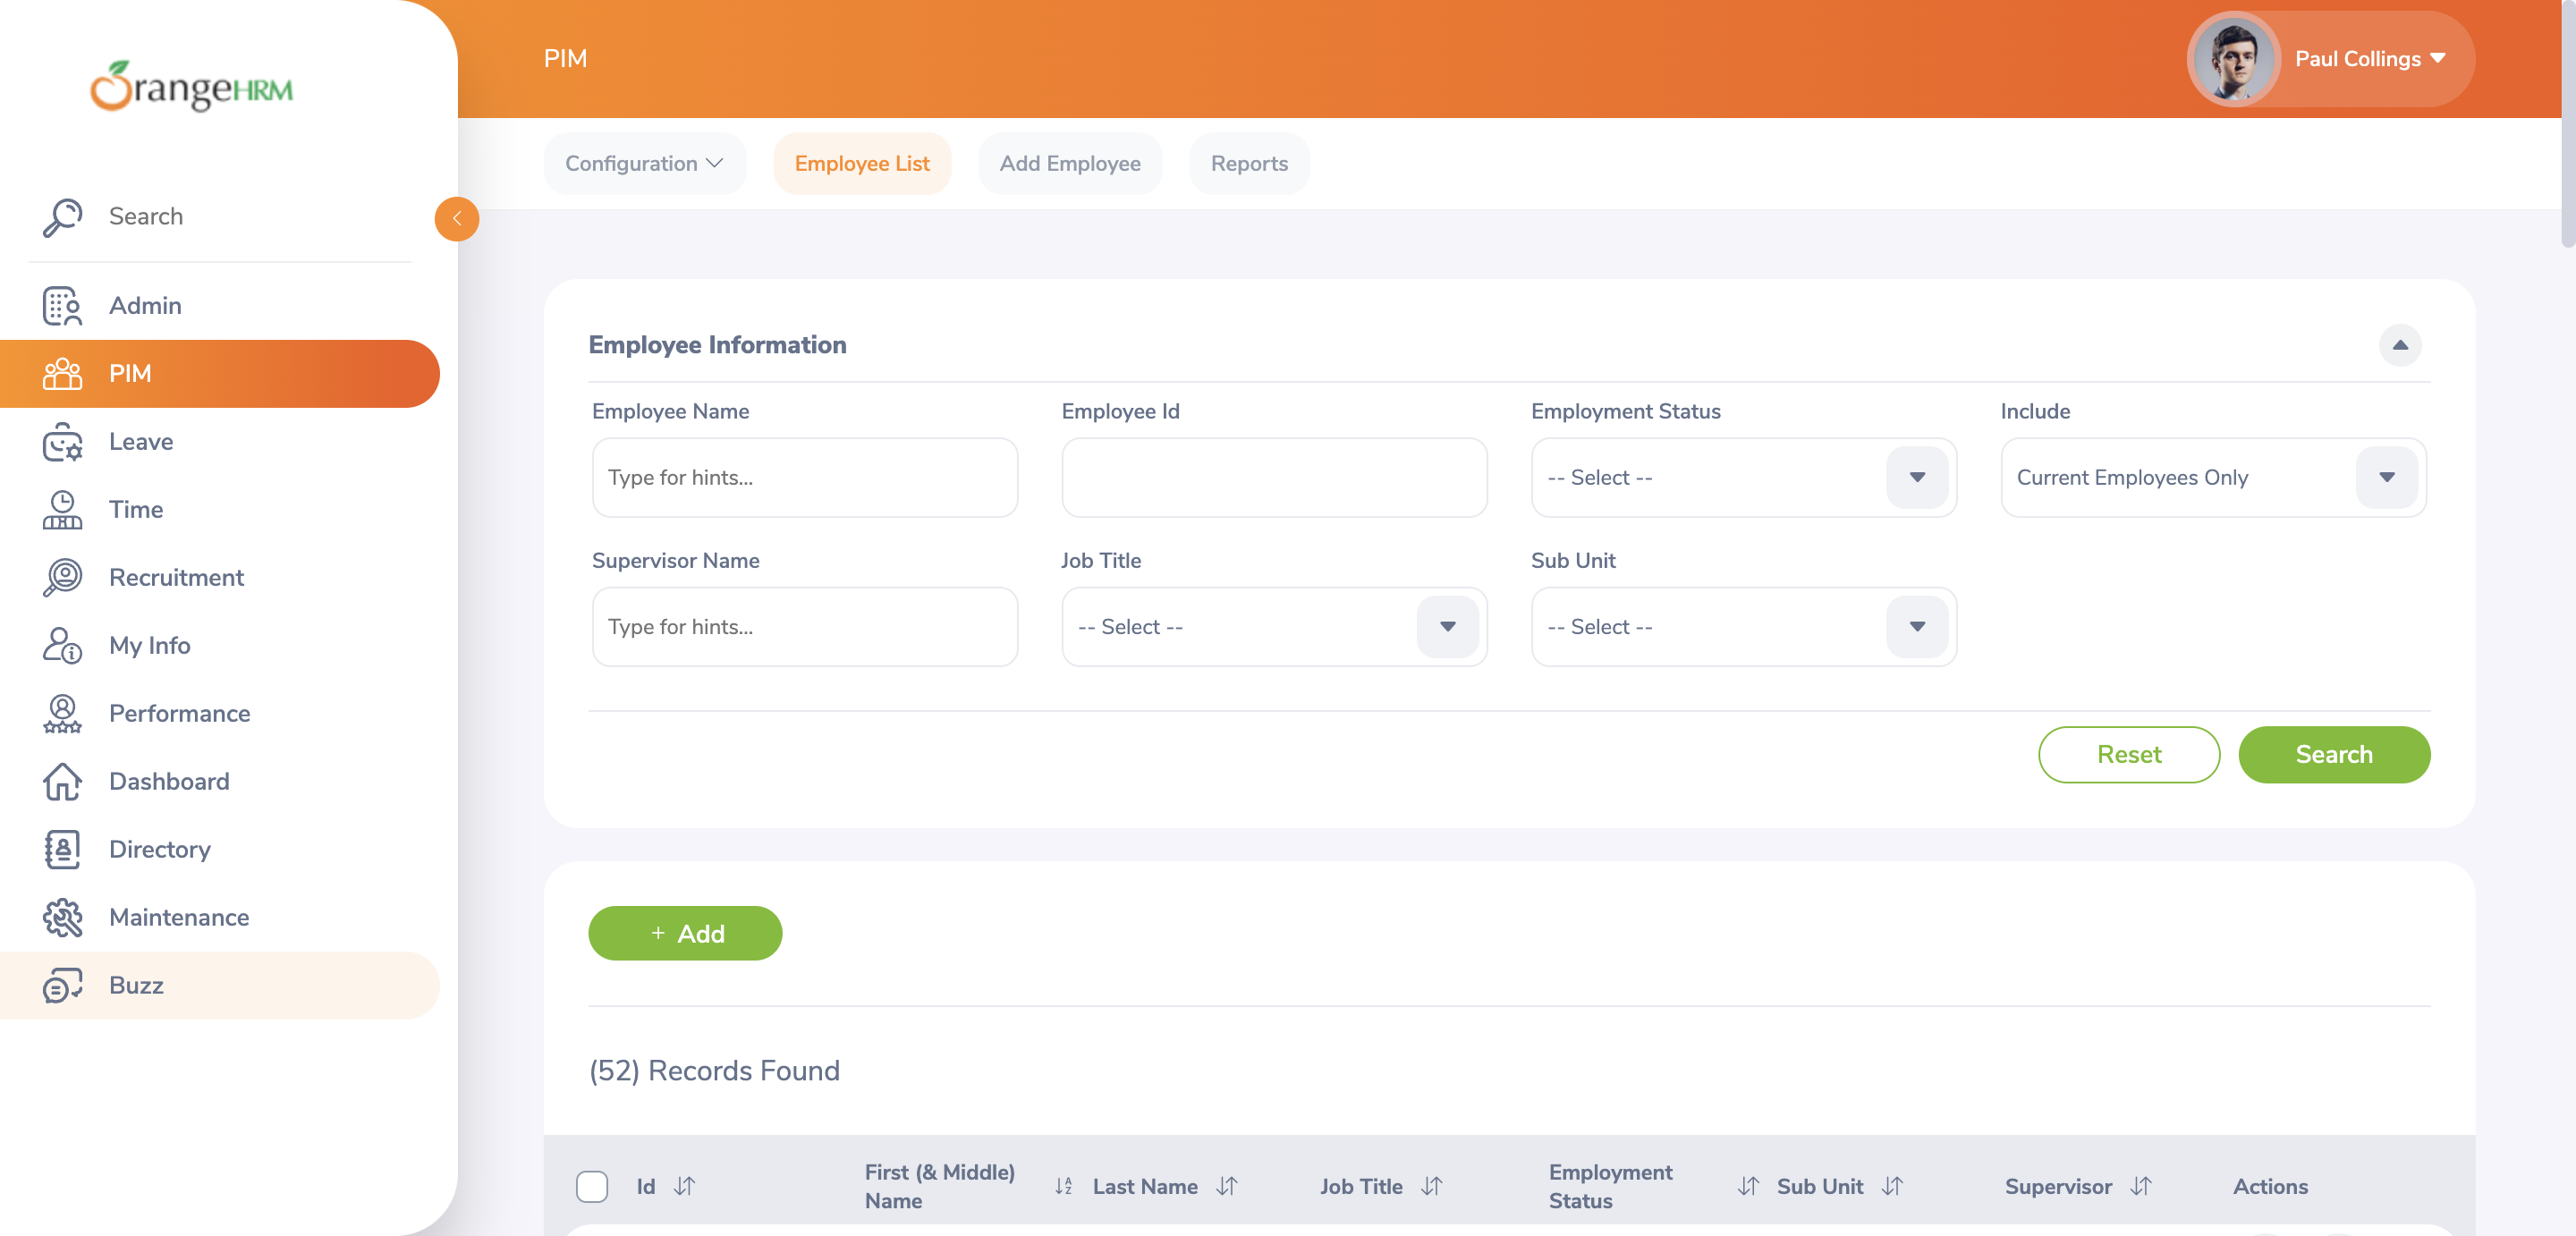 OrangeHRM
Search
Admin
PIM
Leave
Time
Recruitment
My Info
Performance
Dashboard
Directory
Maintenance
Buzz
PIM
Paul Collings
Configuration
Employee List
Add Employee
Reports
Employee Information
Employee Name
Employee Id
Employment Status
Include
Type for hints...
-- Select --
Current Employees Only
Supervisor Name
Job Title
Sub Unit
Type for hints...
-- Select --
-- Select --
Reset
Search
+ Add
(52) Records Found
Id
First (& Middle)
Name
Last Name
Job Title
Employment
Status
Sub Unit
Supervisor
Actions